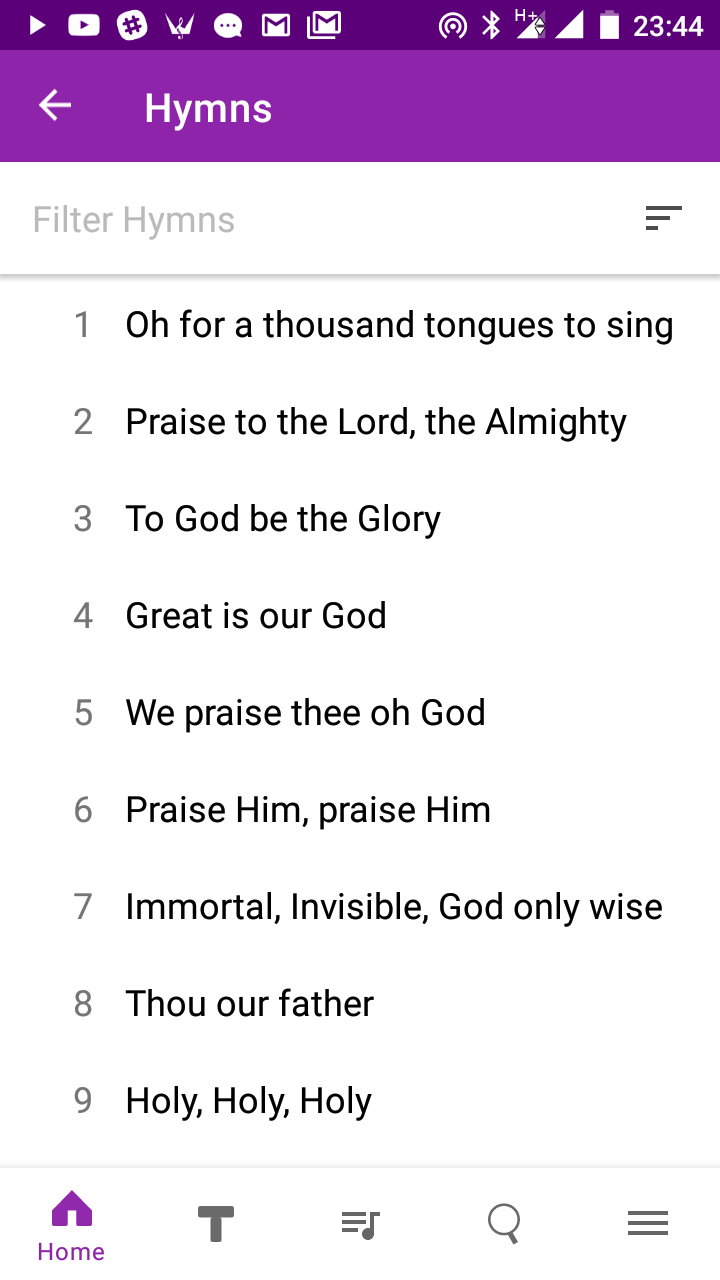 H+ 23:44
Hymns
Filter Hymns
1 Oh for a thousand tongues to sing
2 Praise to the Lord, the Almighty
3 To God be the Glory
4 Great is our God
5 We praise thee oh God
6 Praise Him, praise Him
7 Immortal, Invisible, God only wise
8 Thou our father
9 Holy, Holy, Holy
Home